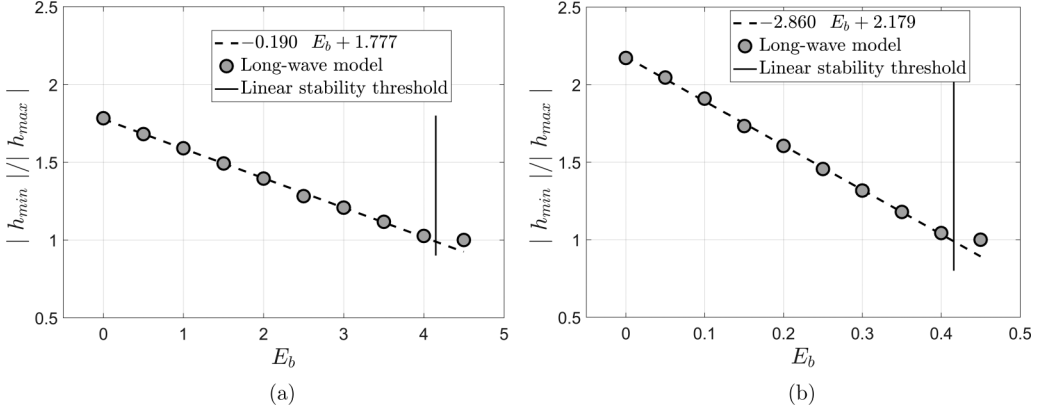 2.5
2
1.5
1
0.5
| h_min |/| h_max |
−0.190 E_b + 1.777
Long-wave model
Linear stability threshold
0 1 2 3 4 5
E_b
(a)
2.5
2
1.5
1
0.5
| h_min |/| h_max |
−2.860 E_b + 2.179
Long-wave model
Linear stability threshold
0 0.1 0.2 0.3 0.4 0.5
E_b
(b)